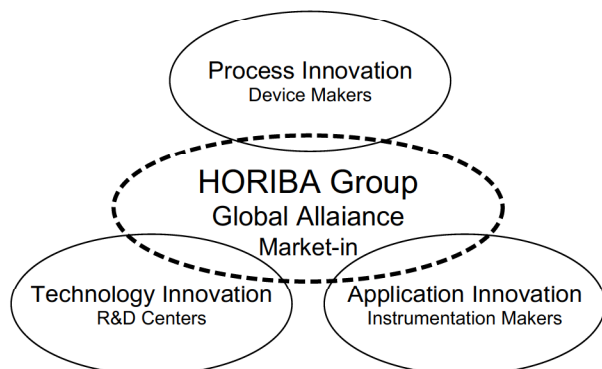 Process Innovation
Device Makers
HORIBA Group
Global Allaiance
Market-in
Technology Innovation
R&D Centers
Application Innovation
Instrumentation Makers